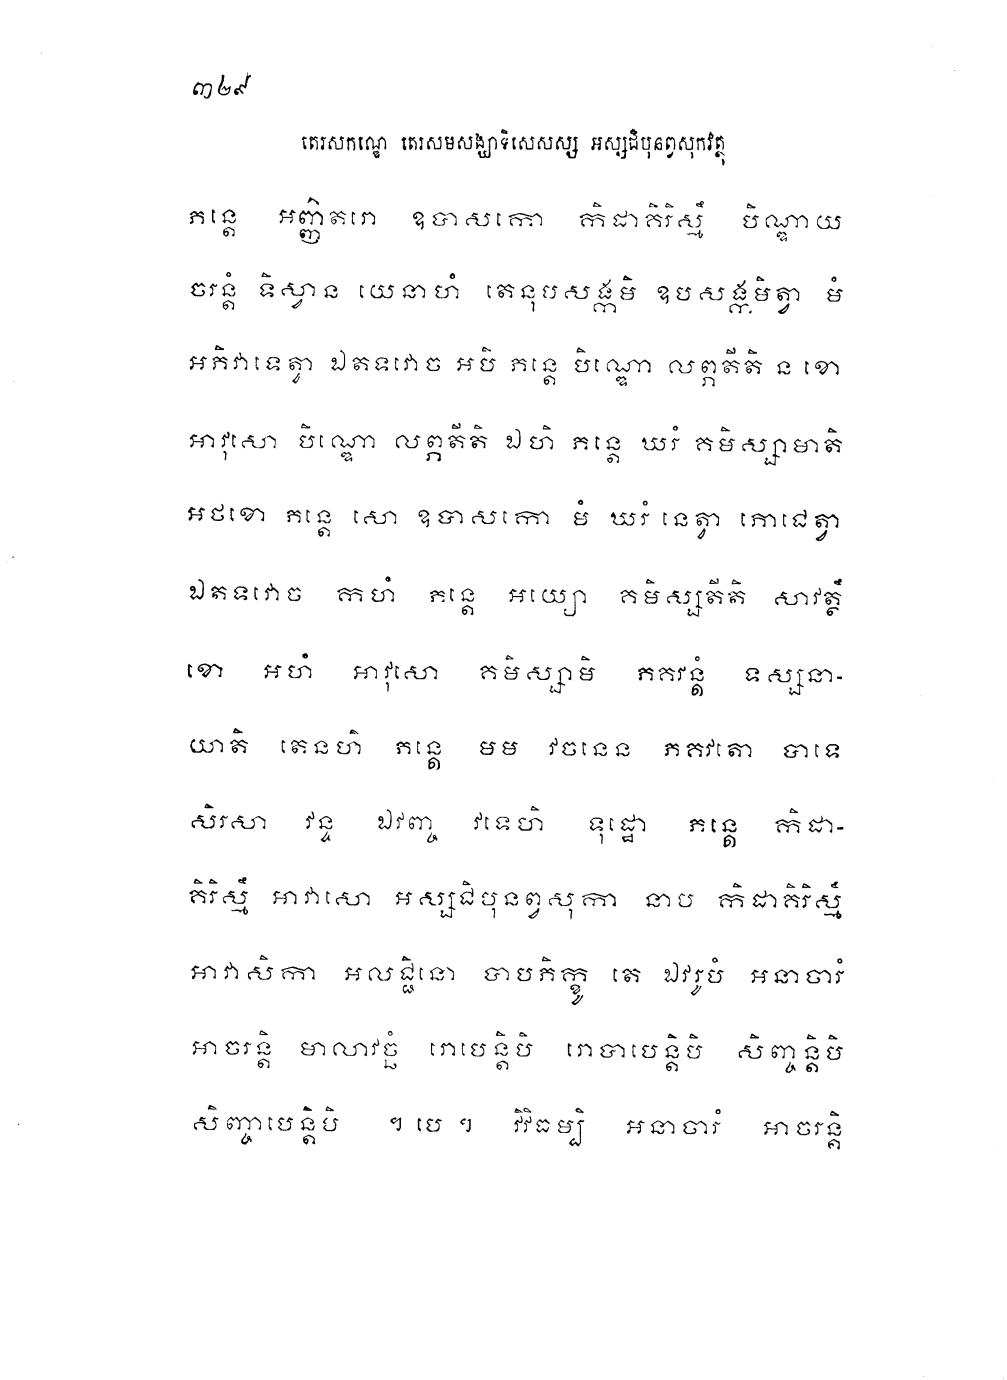 ៣២៩
តេរសកណ្ឌេ តេរសមសង្ឃាទិសេសស្ស អស្សជិបុនព្វសុកវត្ថុ
ភន្តេ អញ្ញតរោ ឧបាសកោ កិដាគិរិស្មឹ បិណ្ឌាយ
ចរន្តំ ទិស្វាន យេនាហំ តេនុបសង្កមិ ឧបសង្កមិត្វា មំ
អភិវាទេត្វា ឯតទវោច អបិ ភន្តេ បិណ្ឌោ លព្ភតីតិ ន ខោ
អាវុសោ បិណ្ឌោ លព្ភតីតិ ឯហិ ភន្តេ ឃរំ គមិស្សាមាតិ
អថខោ ភន្តេ សោ ឧបាសកោ មំ ឃរំ នេត្វា ភោជេត្វា
ឯតទវោច កហំ ភន្តេ អយ្យោ គមិស្សតីតិ សាវត្ថឹ
ខោ អហំ អាវុសោ គមិស្សាមិ ភគវន្តំ ទស្សនា-
យាតិ តេនហិ ភន្តេ មម វចនេន ភគវតោ បាទេ
សិរសា វន្ទ ឯវញ្ច វទេហិ ទុដ្ឋោ ភន្តេ កិដា-
គិរិស្មឹ អាវាសោ អស្សជិបុនព្វសុកា នាម កិដាគិរិស្មឹ
អាវាសិកា អលជ្ជិនោ បាបភិក្ខូ តេ ឯវរូបំ អនាចារំ
អាចរន្តិ មាលាវច្ឆំ រោបេន្តិបិ រោបាបេន្តិបិ សិញ្ចន្តិបិ
សិញ្ចាបេន្តិបិ ។ បេ ។ វិវិធម្បិ អនាចារំ អាចរន្តិ